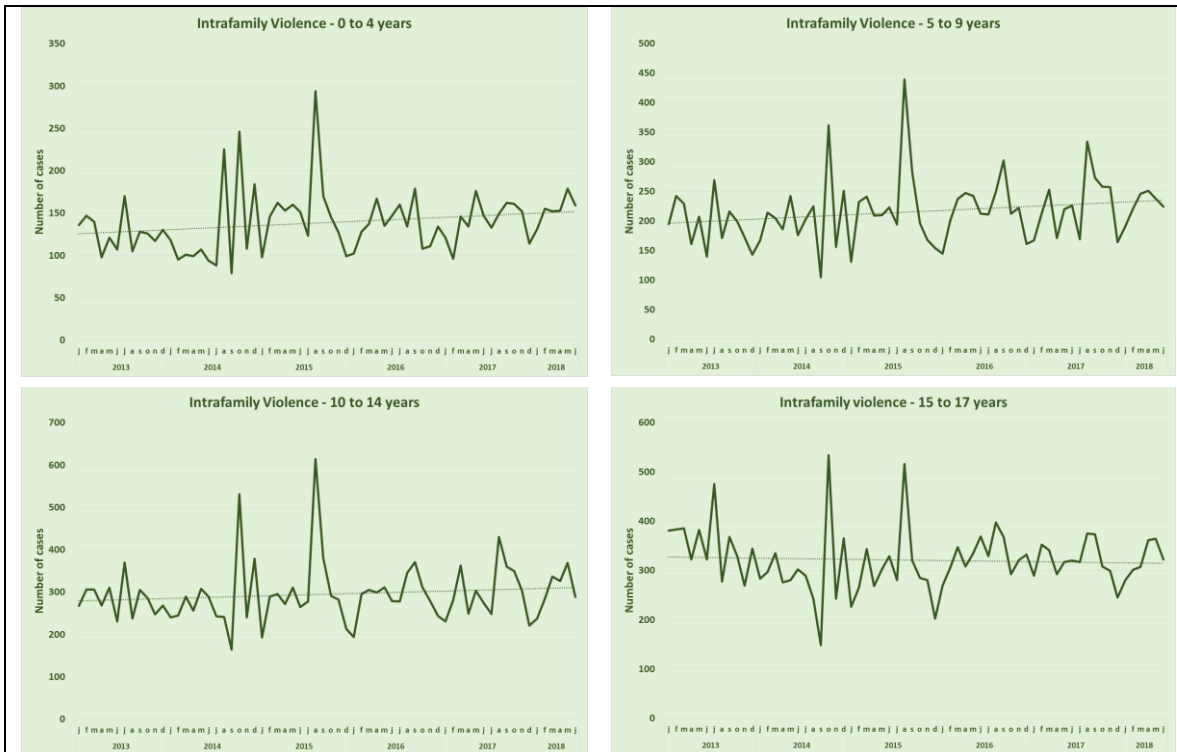 Intrafamily Violence - 0 to 4 years
350
300
250
200
150
100
50
0
Number of cases
j f m a m j j a s o n d j f m a m j j a s o n d j f m a m j j a s o n d j f m a m j j a s o n d j f m a m j j a s o n d j f m a m j
2013 2014 2015 2016 2017 2018
Intrafamily Violence - 5 to 9 years
500
450
400
350
300
250
200
150
100
50
0
Number of cases
j f m a m j j a s o n d j f m a m j j a s o n d j f m a m j j a s o n d j f m a m j j a s o n d j f m a m j j a s o n d j f m a m j
2013 2014 2015 2016 2017 2018
Intrafamily Violence - 10 to 14 years
700
600
500
400
300
200
100
0
Number of cases
j f m a m j j a s o n d j f m a m j j a s o n d j f m a m j j a s o n d j f m a m j j a s o n d j f m a m j j a s o n d j f m a m j
2013 2014 2015 2016 2017 2018
Intrafamily violence - 15 to 17 years
600
500
400
300
200
100
0
Number of cases
j f m a m j j a s o n d j f m a m j j a s o n d j f m a m j j a s o n d j f m a m j j a s o n d j f m a m j j a s o n d j f m a m j
2013 2014 2015 2016 2017 2018